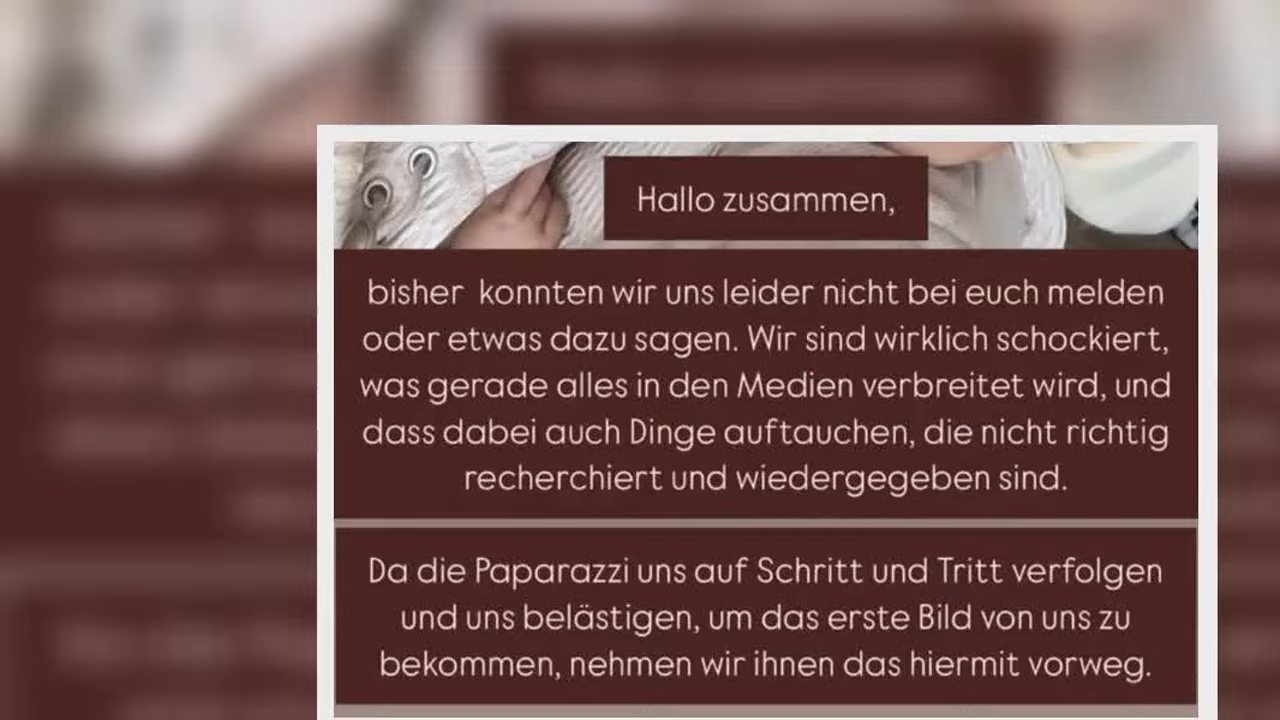 Hallo zusammen,
bisher konnten wir uns leider nicht bei euch melden
oder etwas dazu sagen. Wir sind wirklich schockiert,
was gerade alles in den Medien verbreitet wird, und
dass dabei auch Dinge auftauchen, die nicht richtig
recherchiert und wiedergegeben sind.
Da die Paparazzi uns auf Schritt und Tritt verfolgen
und uns belästigen, um das erste Bild von uns zu
bekommen, nehmen wir ihnen das hiermit vorweg.